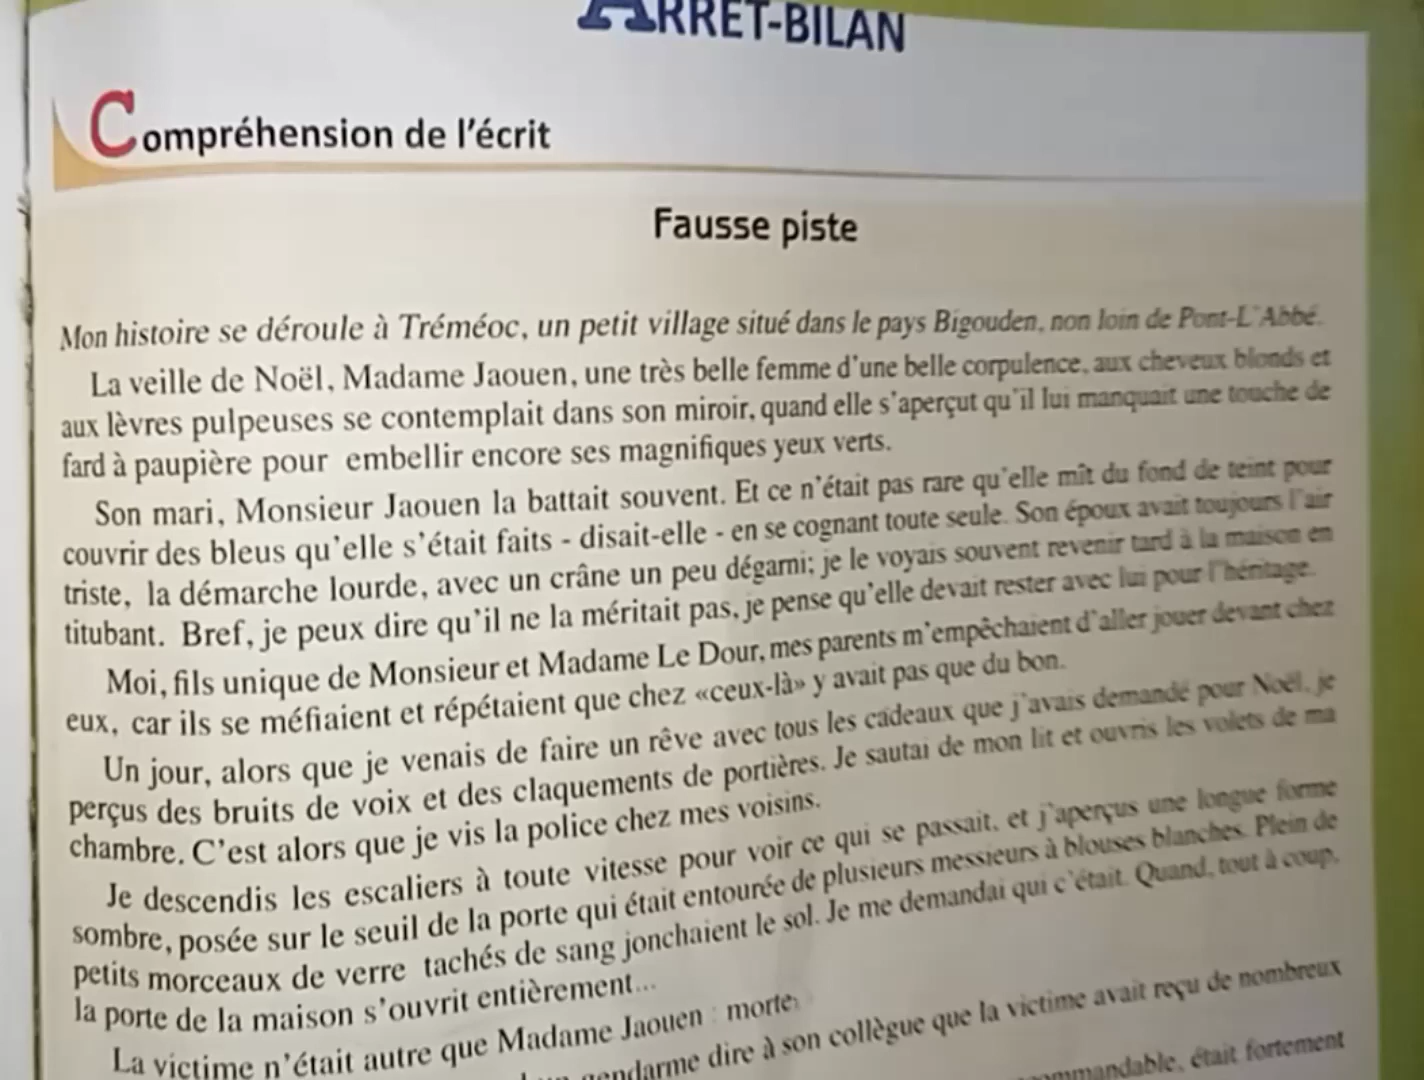 ARRET-BILAN
Compréhension de l'écrit
Fausse piste
Mon histoire se déroule à Tréméoc, un petit village situé dans le pays Bigouden, non loin de Pont-L'Abbé.
La veille de Noël, Madame Jaouen, une très belle femme d'une belle corpulence, aux cheveux blonds et
aux lèvres pulpeuses se contemplait dans son miroir, quand elle s'aperçut qu'il lui manquait une touche de
fard à paupière pour embellir encore ses magnifiques yeux verts.
Son mari, Monsieur Jaouen la battait souvent. Et ce n'était pas rare qu'elle mît du fond de teint pour
couvrir des bleus qu'elle s'était faits - disait-elle - en se cognant toute seule. Son époux avait toujours l'air
triste, la démarche lourde, avec un crâne un peu dégarni; je le voyais souvent revenir tard à la maison en
titubant. Bref, je peux dire qu'il ne la méritait pas, je pense qu'elle devait rester avec lui pour l'héritage.
Moi, fils unique de Monsieur et Madame Le Dour, mes parents m'empêchaient d'aller jouer devant chez
eux, car ils se méfiaient et répétaient que chez «ceux-là» y avait pas que du bon.
Un jour, alors que je venais de faire un rêve avec tous les cadeaux que j'avais demandé pour Noël, je
perçus des bruits de voix et des claquements de portières. Je sautai de mon lit et ouvris les volets de ma
chambre. C'est alors que je vis la police chez mes voisins.
Je descendis les escaliers à toute vitesse pour voir ce qui se passait, et j'aperçus une longue forme
sombre, posée sur le seuil de la porte qui était entourée de plusieurs messieurs à blouses blanches. Plein de
petits morceaux de verre tachés de sang jonchaient le sol. Je me demandai qui c'était. Quand, tout à coup,
la porte de la maison s'ouvrit entièrement...
La victime n'était autre que Madame Jaouen : morte.
gendarme dire à son collègue que la victime avait reçu de nombreux
était fortement